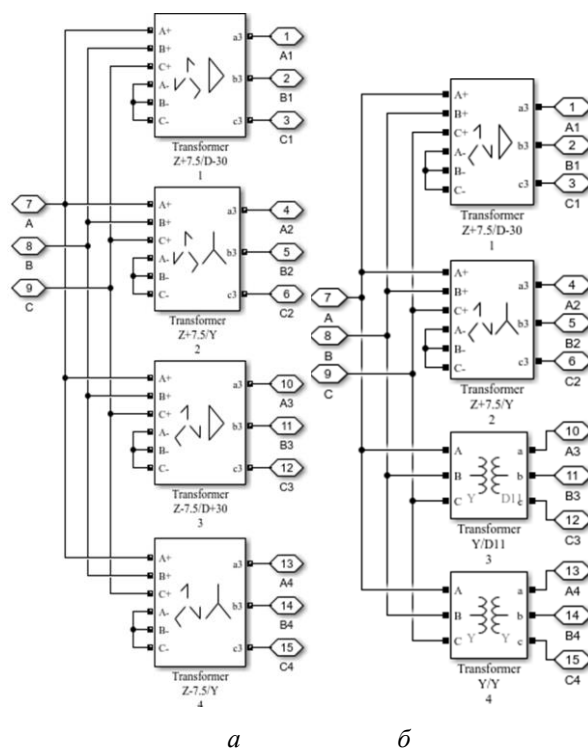 A+
B+
C+
A-
B-
C-
a3
b3
c3
1
A1
2
B1
3
C1
Transformer
Z+7.5/D-30
1
7
A
8
B
9
C
A+
B+
C+
A-
B-
C-
a3
b3
c3
4
A2
5
B2
6
C2
Transformer
Z+7.5/Y
2
A+
B+
C+
A-
B-
C-
a3
b3
c3
10
A3
11
B3
12
C3
Transformer
Z-7.5/D+30
3
A+
B+
C+
A-
B-
C-
a3
b3
c3
13
A4
14
B4
15
C4
Transformer
Z-7.5/Y
4
A+
B+
C+
A-
B-
C-
a3
b3
c3
1
A1
2
B1
3
C1
Transformer
Z+7.5/D-30
1
7
A
8
B
9
C
A+
B+
C+
A-
B-
C-
a3
b3
c3
4
A2
5
B2
6
C2
Transformer
Z+7.5/Y
2
A
B
C
Y
D11
a
b
c
10
A3
11
B3
12
C3
Transformer
Y/D11
3
A
B
C
Y
Y
a
b
c
13
A4
14
B4
15
C4
Transformer
Y/Y
4
а
б